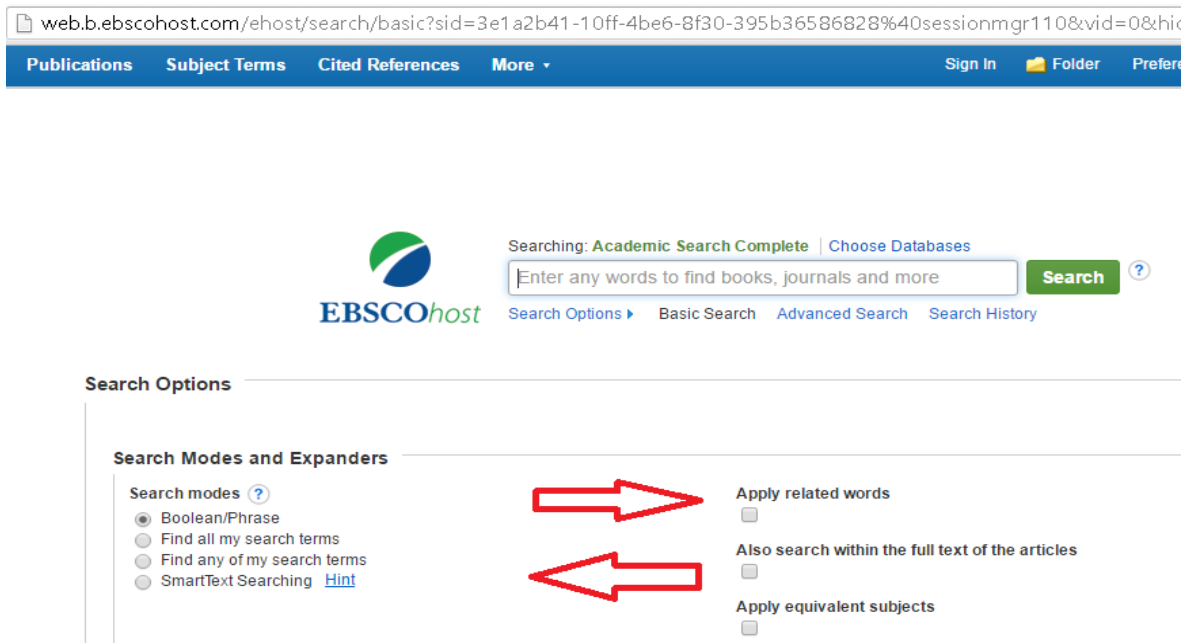 web.b.ebscohost.com/ehost/search/basic?sid=3e1a2b41-10ff-4be6-8f30-395b36586828%40sessionmgr110&vid=0&hic
Publications Subject Terms Cited References More Sign In Folder Prefere
Searching: Academic Search Complete | Choose Databases
Enter any words to find books, journals and more Search ?
EBSCOhost
Search Options Basic Search Advanced Search Search History
Search Options
Search Modes and Expanders
Search modes ?
Boolean/Phrase
Find all my search terms
Find any of my search terms
SmartText Searching Hint
Apply related words
Also search within the full text of the articles
Apply equivalent subjects